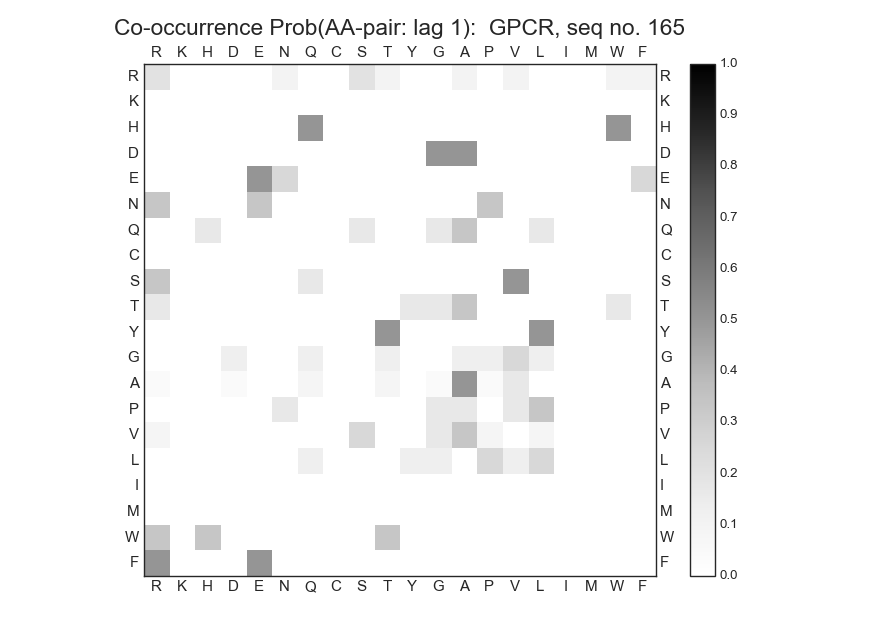 Co-occurrence Prob(AA-pair: lag 1):  GPCR, seq no. 165
R K H D E N Q C S T Y G A P V L I M W F
R R 1.0
K K
H H 0.9
D D 0.8
E E
N N 0.7
Q Q
C C 0.6
S S
T T 0.5
Y Y
G G 0.4
A A
P P 0.3
V V
L L 0.2
I I
M M 0.1
W W
F F 0.0
R K H D E N Q C S T Y G A P V L I M W F